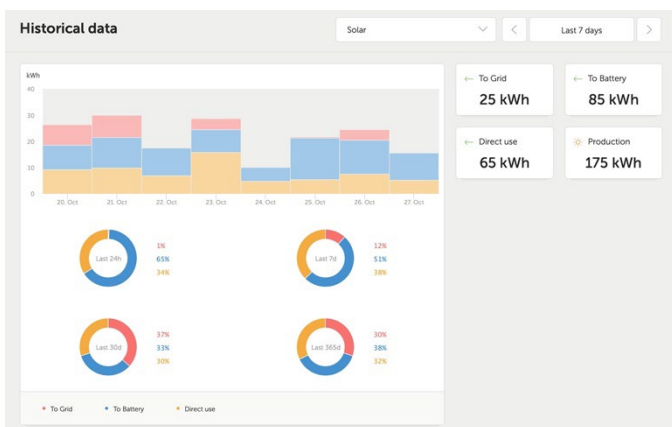 Historical data
Solar
Last 7 days
kWh
40
30
20
10
0
20. Oct
21. Oct
22. Oct
23. Oct
24. Oct
25. Oct
26. Oct
27. Oct
To Grid
25 kWh
To Battery
85 kWh
Direct use
65 kWh
Production
175 kWh
Last 24h
1%
65%
34%
Last 7d
12%
51%
38%
Last 30d
37%
33%
30%
Last 365d
30%
38%
32%
To Grid
To Battery
Direct use